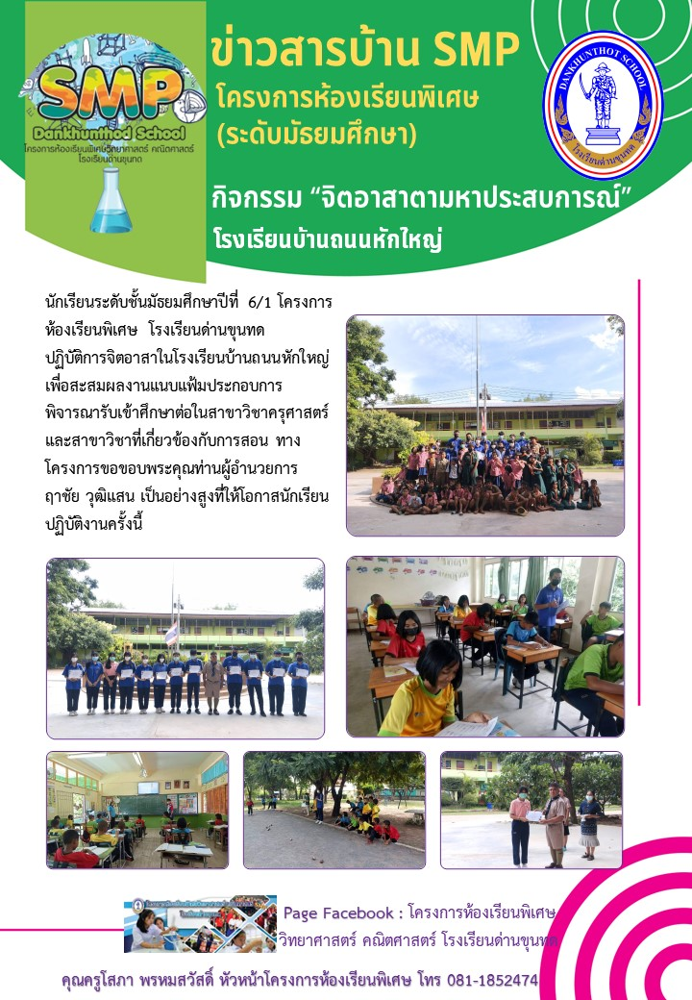 SMP
Dankhunthod School
โครงการห้องเรียนพิเศษวิทยาศาสตร์ คณิตศาสตร์
โรงเรียนด่านขุนทด
ข่าวสารบ้าน SMP
โครงการห้องเรียนพิเศษ
(ระดับมัธยมศึกษา)
DANKHUNTHOT SCHOOL
โรงเรียนด่านขุนทด
กิจกรรม “จิตอาสาตามหาประสบการณ์”
โรงเรียนบ้านถนนหักใหญ่
นักเรียนระดับชั้นมัธยมศึกษาปีที่ 6/1 โครงการ
ห้องเรียนพิเศษ โรงเรียนด่านขุนทด
ปฏิบัติการจิตอาสาในโรงเรียนบ้านถนนหักใหญ่
เพื่อสะสมผลงานแนบแฟ้มประกอบการ
พิจารณารับเข้าศึกษาต่อในสาขาวิชาครุศาสตร์
และสาขาวิชาที่เกี่ยวข้องกับการสอน ทาง
โครงการขอขอบพระคุณท่านผู้อำนวยการ
ฤาชัย วุฒิแสน เป็นอย่างสูงที่ให้โอกาสนักเรียน
ปฏิบัติงานครั้งนี้
Page Facebook : โครงการห้องเรียนพิเศษ
วิทยาศาสตร์ คณิตศาสตร์ โรงเรียนด่านขุนทด
คุณครูโสภา พรหมสวัสดิ์ หัวหน้าโครงการห้องเรียนพิเศษ โทร 081-1852474